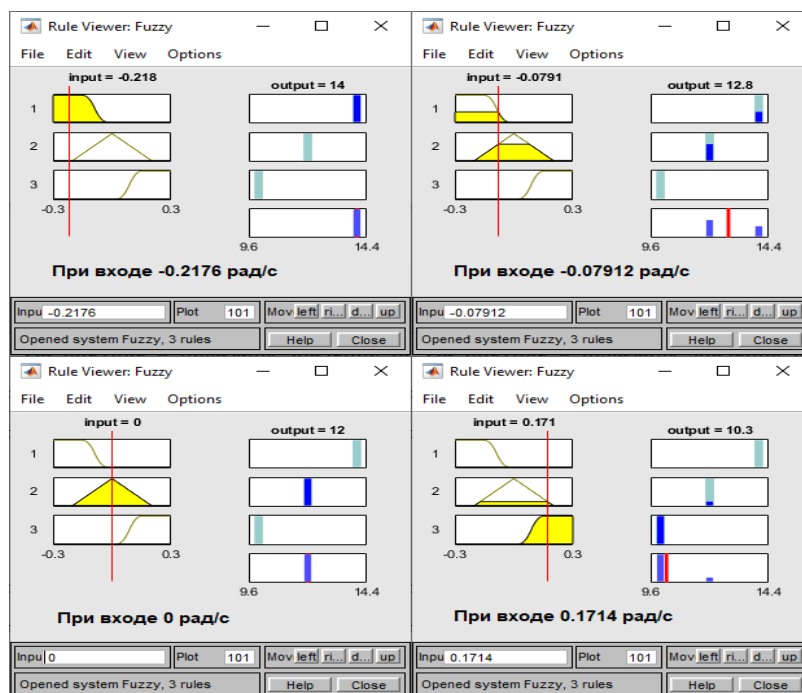 Rule Viewer: Fuzzy
File Edit View Options
input = -0.218
output = 14
1
2
3
-0.3 0.3
9.6 14.4
При входе -0.2176 рад/с
Inpu -0.2176 Plot 101 Mov left ri... d... up
Opened system Fuzzy, 3 rules Help Close
Rule Viewer: Fuzzy
File Edit View Options
input = -0.0791
output = 12.8
1
2
3
-0.3 0.3
9.6 14.4
При входе -0.07912 рад/с
Inpu -0.07912 Plot 101 Mov left ri... d... up
Opened system Fuzzy, 3 rules Help Close
Rule Viewer: Fuzzy
File Edit View Options
input = 0
output = 12
1
2
3
-0.3 0.3
9.6 14.4
При входе 0 рад/с
Inpu 0 Plot 101 Mov left ri... d... up
Opened system Fuzzy, 3 rules Help Close
Rule Viewer: Fuzzy
File Edit View Options
input = 0.171
output = 10.3
1
2
3
-0.3 0.3
9.6 14.4
При входе 0.1714 рад/с
Inpu 0.1714 Plot 101 Mov left ri... d... up
Opened system Fuzzy, 3 rules Help Close